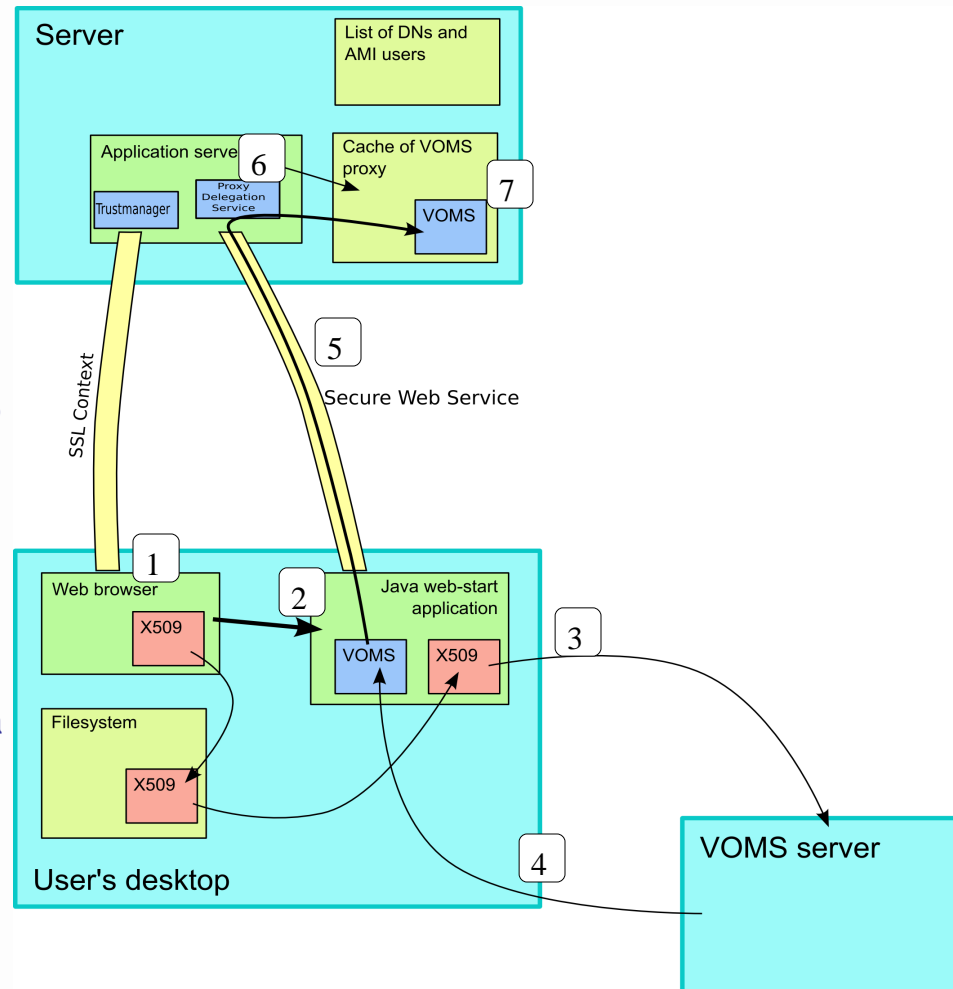 Server
List of DNs and
AMI users
Application serve
6
Cache of VOMS
proxy
7
Trustmanager
Proxy
Delegation
Service
VOMS
SSL Context
5
Secure Web Service
1
Web browser
X509
2
Java web-start
application
VOMS
X509
3
Filesystem
X509
User's desktop
4
VOMS server